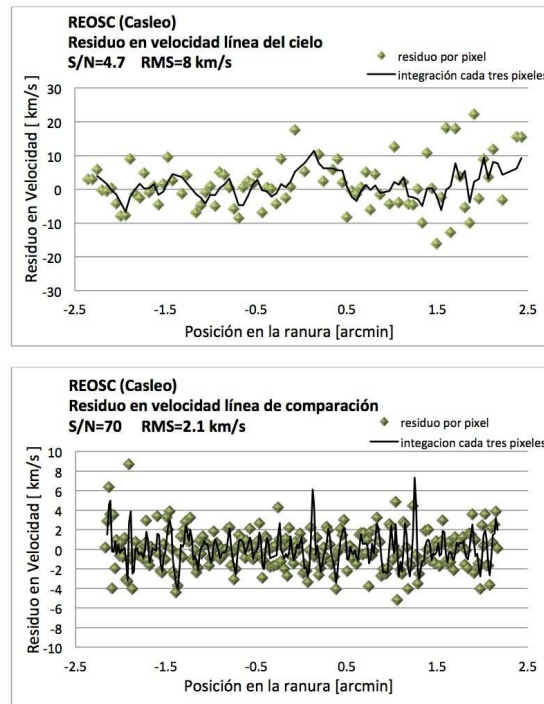 REOSC (Casleo)
Residuo en velocidad línea del cielo
S/N=4.7 RMS=8 km/s
residuo por pixel
integración cada tres pixeles
Residuo en Velocidad [ km/s]
30
20
10
0
-10
-20
-30
-2.5 -1.5 -0.5 0.5 1.5 2.5
Posición en la ranura [arcmin]
REOSC (Casleo)
Residuo en velocidad línea de comparación
S/N=70 RMS=2.1 km/s
residuo por pixel
integacion cada tres pixeles
Residuo en Velocidad [ km/s]
10
8
6
4
2
0
-2
-4
-6
-8
-10
-2.5 -1.5 -0.5 0.5 1.5 2.5
Posición en la ranura [arcmin]